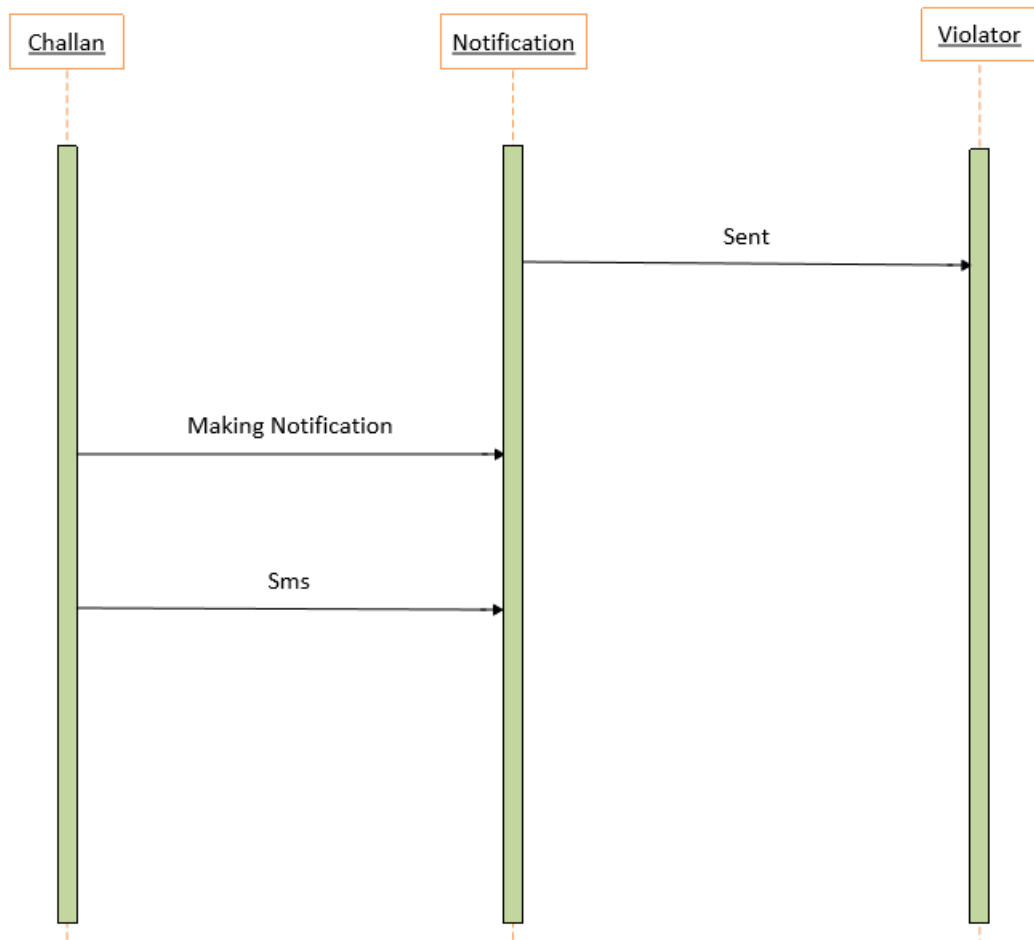 Challan
Notification
Violator
Sent
Making Notification
Sms